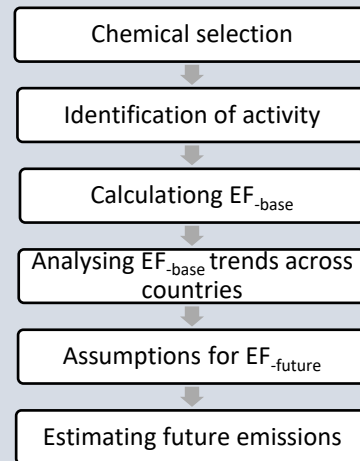 Chemical selection
Identification of activity
Calculationg EF-base
Analysing EF-base trends across
countries
Assumptions for EF-future
Estimating future emissions